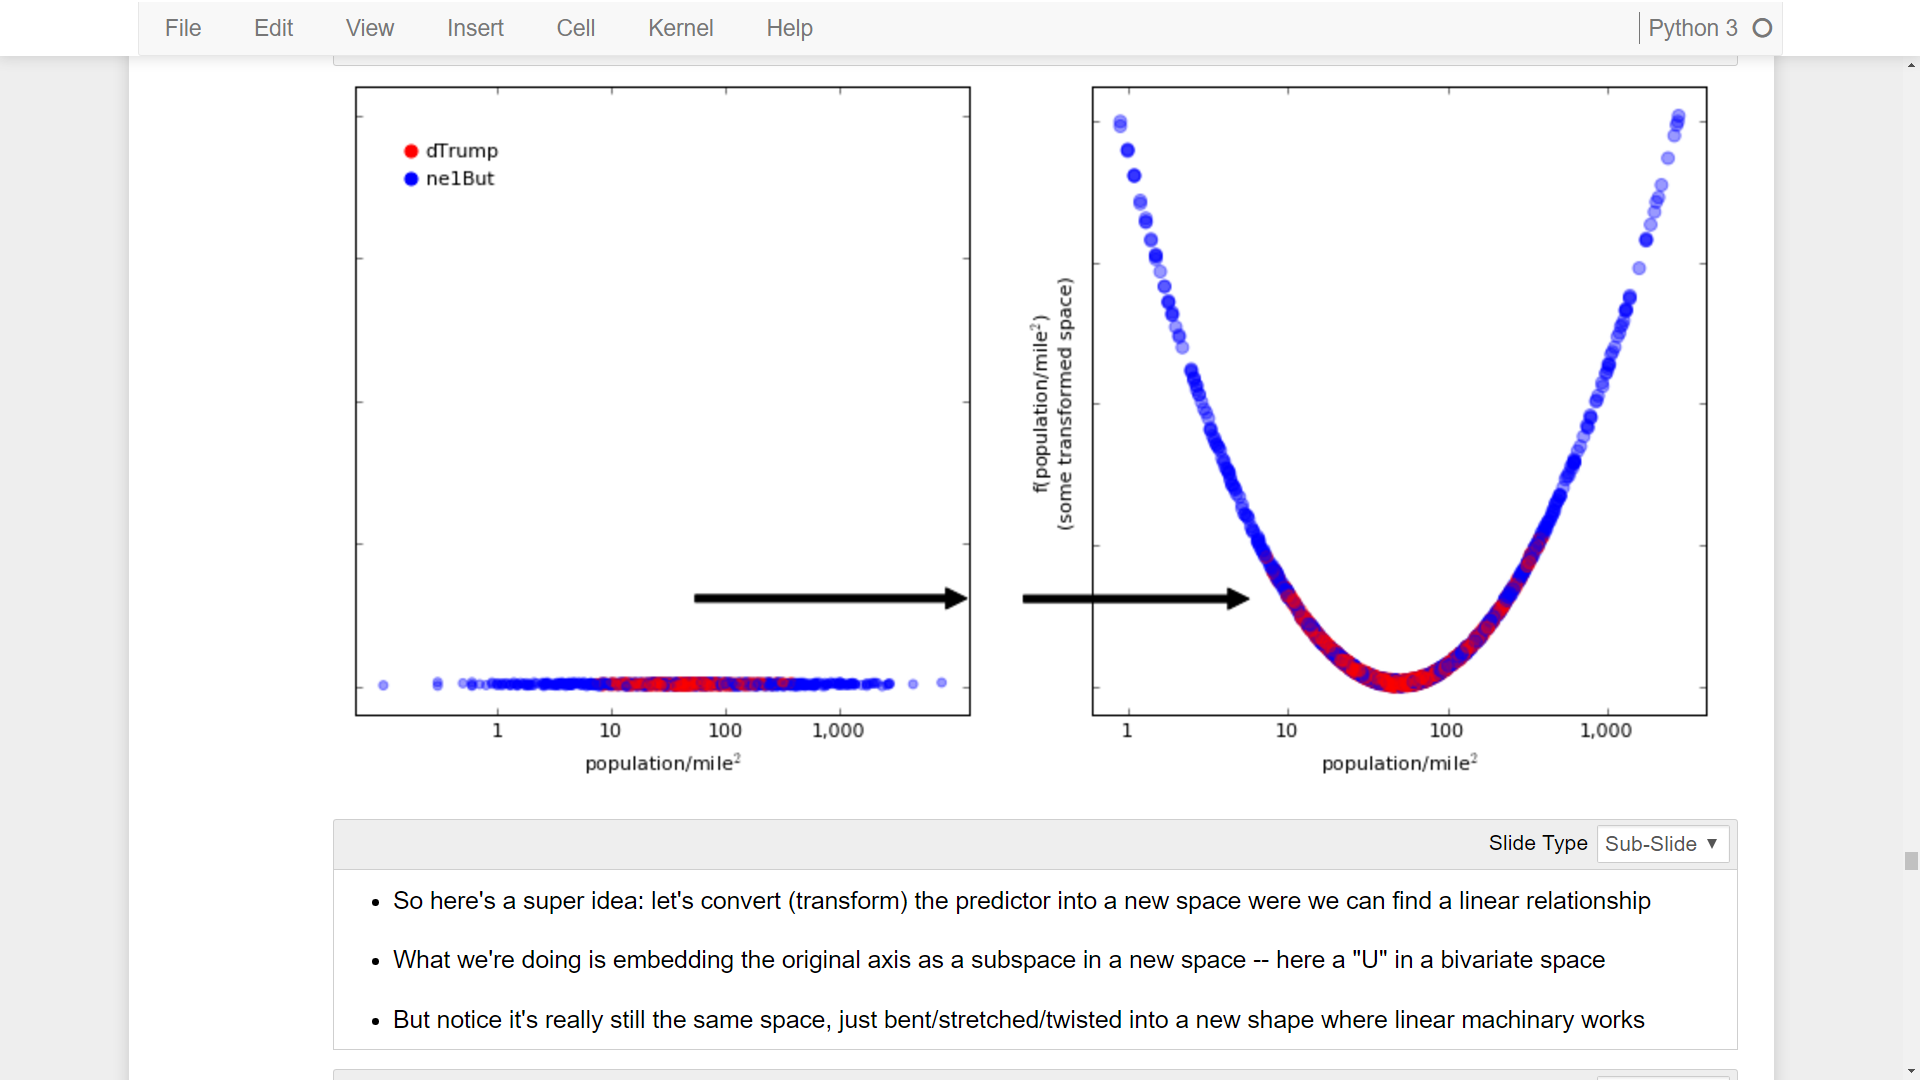 File Edit View Insert Cell Kernel Help Python 3
dTrump
ne1But
1 10 100 1,000
population/mile²
f(population/mile²)
(some transformed space)
1 10 100 1,000
population/mile²
Slide Type Sub-Slide
• So here's a super idea: let's convert (transform) the predictor into a new space were we can find a linear relationship
• What we're doing is embedding the original axis as a subspace in a new space -- here a "U" in a bivariate space
• But notice it's really still the same space, just bent/stretched/twisted into a new shape where linear machinary works